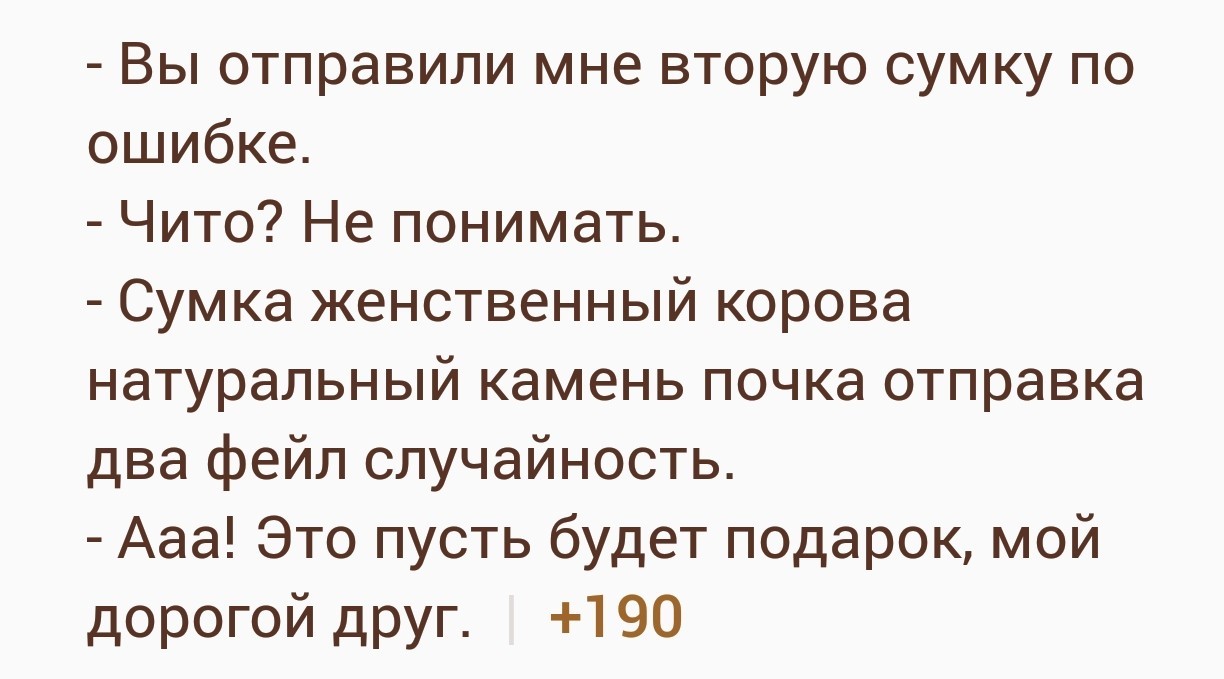 - Вы отправили мне вторую сумку по
ошибке.
- Чито? Не понимать.
- Сумка женственный корова
натуральный камень почка отправка
два фейл случайность.
- Ааа! Это пусть будет подарок, мой
дорогой друг. | +190